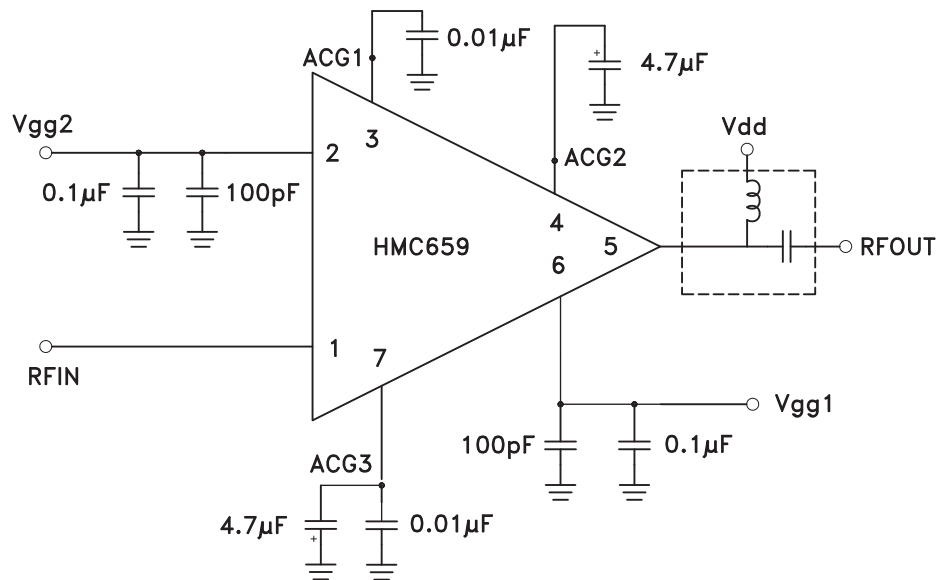 ACG1
0.01µF
4.7µF
Vgg2
3
2
ACG2
Vdd
0.1µF
100pF
4
HMC659
5
RFOUT
6
1
7
RFIN
Vgg1
100pF
0.1µF
ACG3
4.7µF
0.01µF
+
+